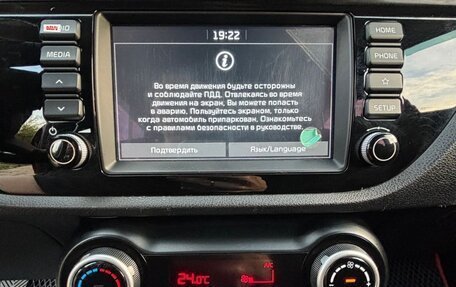 19:22
HOME
MEDIA
PHONE
SETUP
Во время движения будьте осторожны
и соблюдайте ПДД. Отвлекаясь во время
движения на экран, Вы можете попасть
в аварию. Пользуйтесь экраном, только
когда автомобиль припаркован. Ознакомьтесь
с правилами безопасности в руководстве.
Подтвердить
Язык/Language
A/C
24.0°C